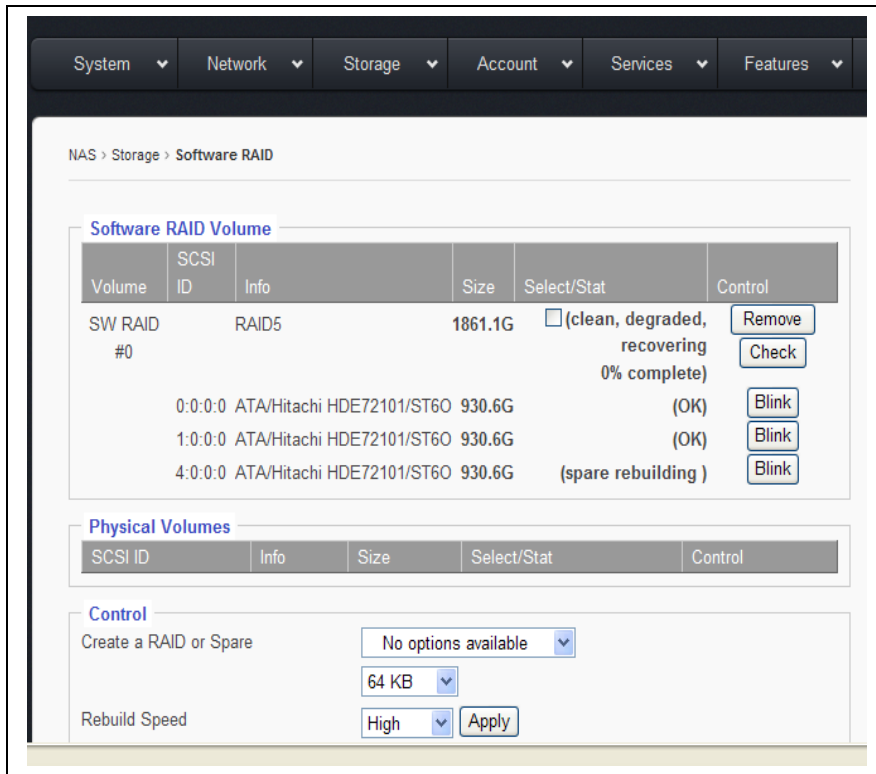 System Network Storage Account Services Features
NAS > Storage > Software RAID
Software RAID Volume
Volume SCSI ID Info Size Select/Stat Control
SW RAID #0 RAID5 1861.1G (clean, degraded, recovering 0% complete) Remove Check
0:0:0:0 ATA/Hitachi HDE72101/ST6O 930.6G (OK) Blink
1:0:0:0 ATA/Hitachi HDE72101/ST6O 930.6G (OK) Blink
4:0:0:0 ATA/Hitachi HDE72101/ST6O 930.6G (spare rebuilding ) Blink
Physical Volumes
SCSI ID Info Size Select/Stat Control
Control
Create a RAID or Spare No options available
64 KB
Rebuild Speed High Apply